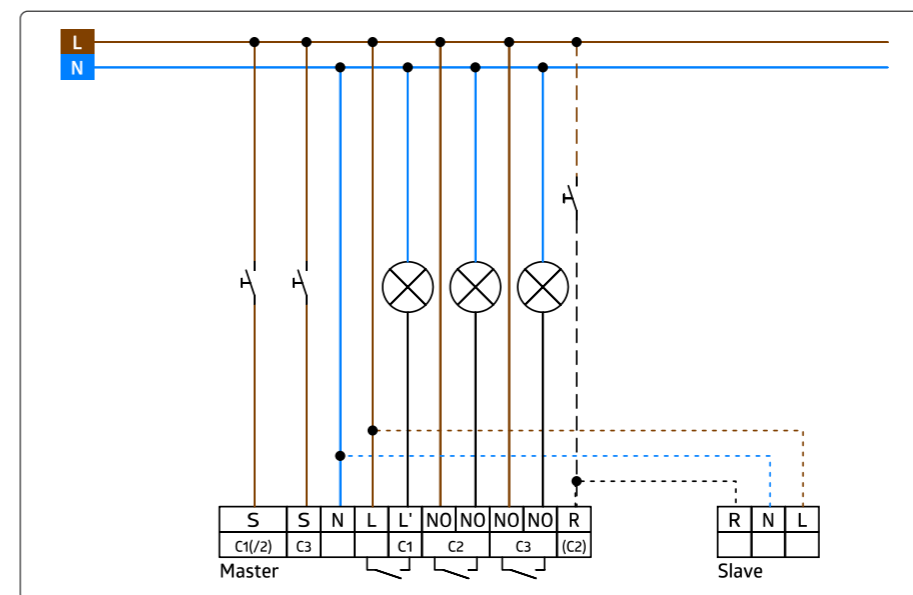 L
N
S S N L L' NO NO NO NO R
C1(/2) C3 C1 C2 C3 (C2)
Master
R N L
Slave